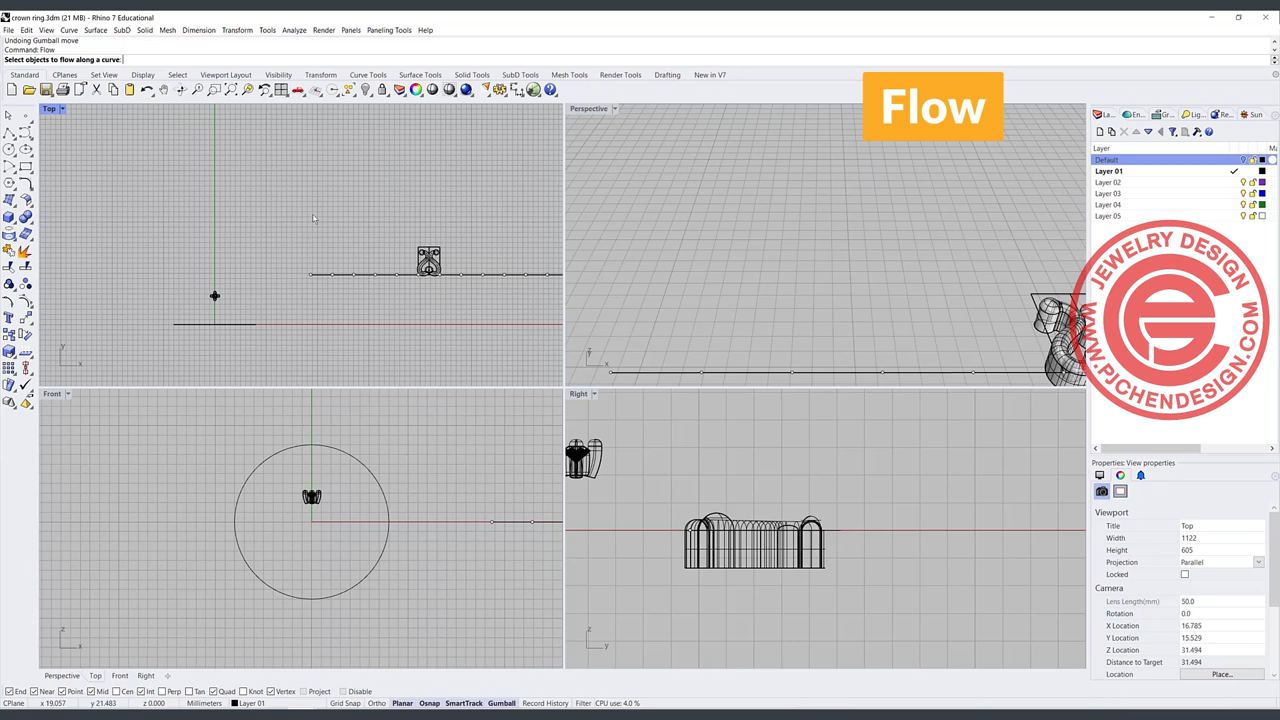 crown ring.3dm (21 MB) - Rhino 7 Educational
File Edit View Curve Surface SubD Solid Mesh Dimension Transform Tools Analyze Render Panels Paneling Tools Help
Undoing Gumball move
Command: Flow
Select objects to flow along a curve:
Standard CPlanes Set View Display Select Viewport Layout Visibility Transform Curve Tools Surface Tools Solid Tools SubD Tools Mesh Tools Render Tools Drafting New in V7
Top
Perspective
Flow
La... En... Gr... Lig... Re... Sun
Layer Ma
Default
Layer 01
Layer 02
Layer 03
Layer 04
Layer 05
JEWELRY DESIGN
WWW.PJCHENDESIGN.COM
y
x
z
y
x
Front
Right
z
x
z
y
Properties: View properties
Viewport
Title Top
Width 1122
Height 605
Projection Parallel
Locked
Camera
Lens Length(mm) 50.0
Rotation 0.0
X Location 16.785
Y Location 15.529
Z Location 31.494
Distance to Target 31.494
Location Place...
Perspective Top Front Right
End Near Point Mid Cen Int Perp Tan Quad Knot Vertex Project Disable
CPlane x 19.057 y 21.483 z 0.000 Millimeters Layer 01 Grid Snap Ortho Planar Osnap SmartTrack Gumball Record History Filter CPU use: 4.0 %